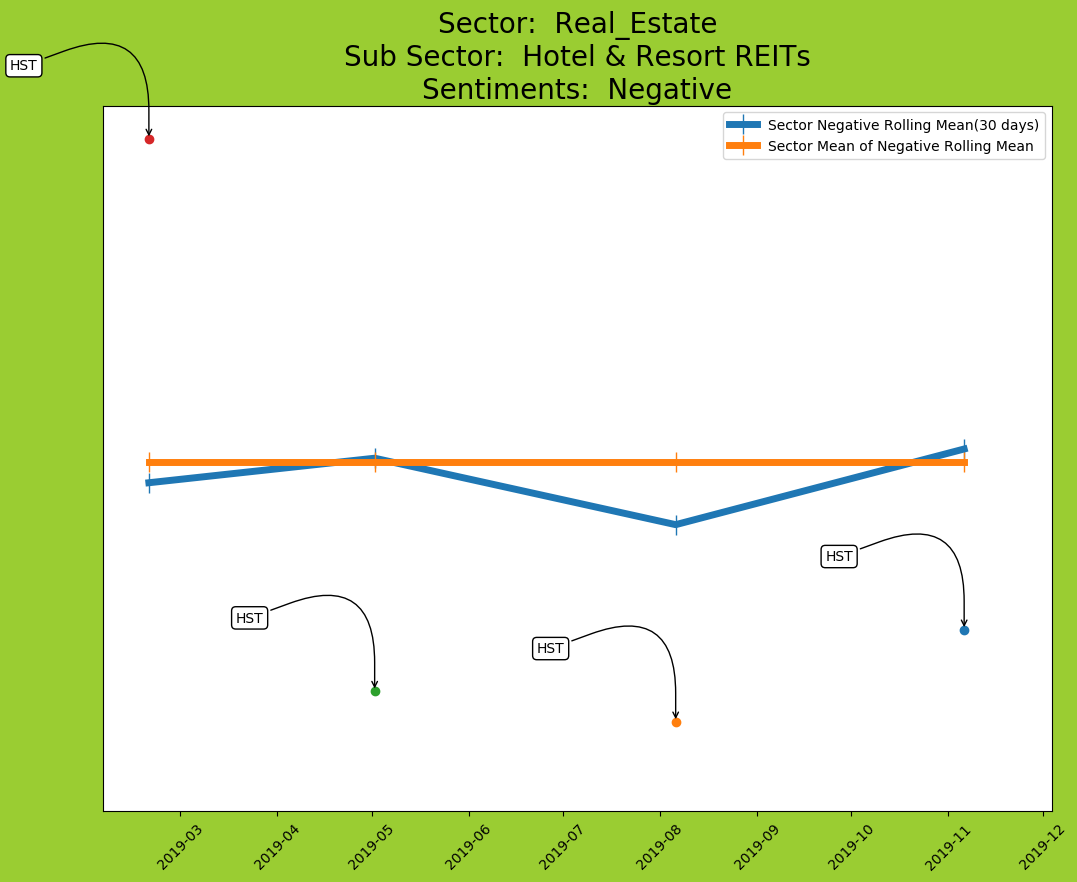 Sector:  Real_Estate
Sub Sector:  Hotel & Resort REITs
Sentiments:  Negative
HST
Sector Negative Rolling Mean(30 days)
Sector Mean of Negative Rolling Mean
HST
HST
HST
2019-03
2019-04
2019-05
2019-06
2019-07
2019-08
2019-09
2019-10
2019-11
2019-12